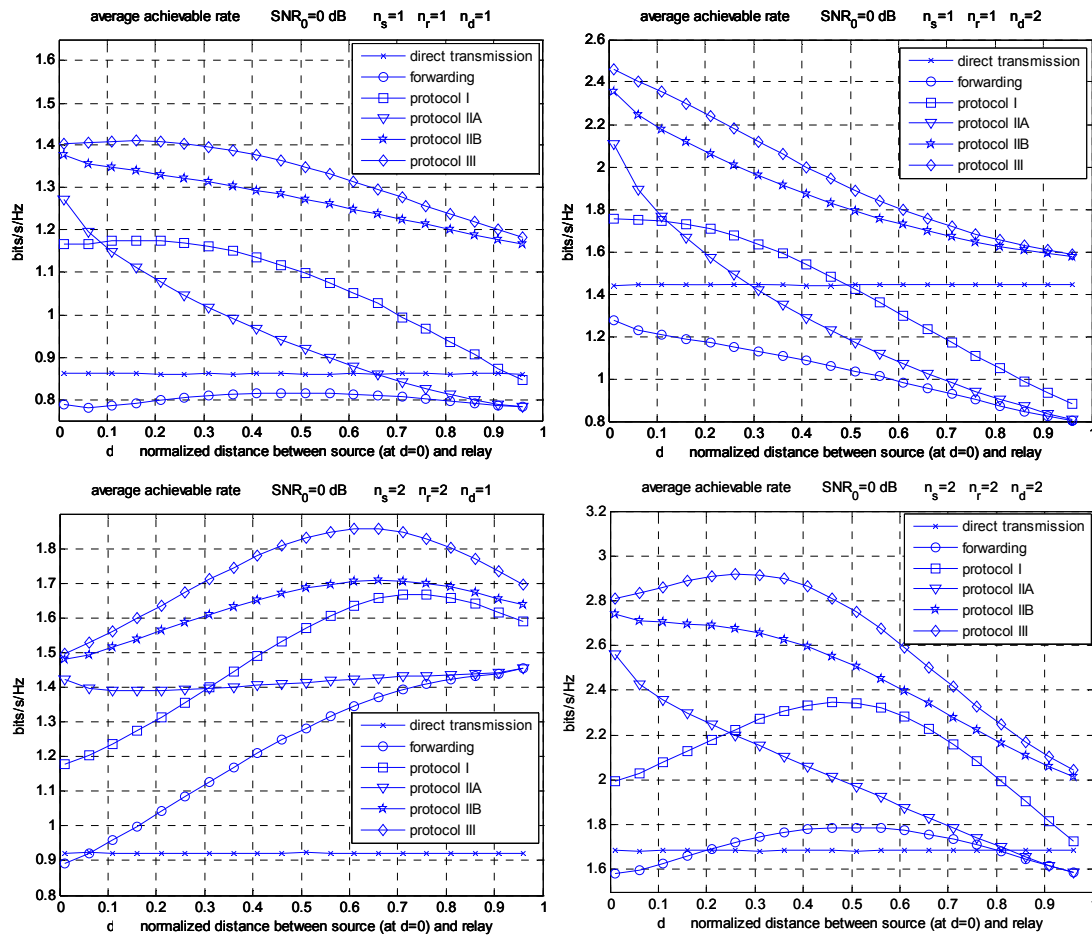 average achievable rate SNR0=0 dB ns=1 nr=1 nd=1
bits/s/Hz
1.6
1.5
1.4
1.3
1.2
1.1
1
0.9
0.8
direct transmission
forwarding
protocol I
protocol IIA
protocol IIB
protocol III
0 0.1 0.2 0.3 0.4 0.5 0.6 0.7 0.8 0.9 1
d normalized distance between source (at d=0) and relay
average achievable rate SNR0=0 dB ns=1 nr=1 nd=2
bits/s/Hz
2.6
2.4
2.2
2
1.8
1.6
1.4
1.2
1
0.8
direct transmission
forwarding
protocol I
protocol IIA
protocol IIB
protocol III
0 0.1 0.2 0.3 0.4 0.5 0.6 0.7 0.8 0.9 1
d normalized distance between source (at d=0) and relay
average achievable rate SNR0=0 dB ns=2 nr=2 nd=1
bits/s/Hz
1.8
1.7
1.6
1.5
1.4
1.3
1.2
1.1
1
0.9
0.8
direct transmission
forwarding
protocol I
protocol IIA
protocol IIB
protocol III
0 0.1 0.2 0.3 0.4 0.5 0.6 0.7 0.8 0.9 1
d normalized distance between source (at d=0) and relay
average achievable rate SNR0=0 dB ns=2 nr=2 nd=2
bits/s/Hz
3.2
3
2.8
2.6
2.4
2.2
2
1.8
1.6
direct transmission
forwarding
protocol I
protocol IIA
protocol IIB
protocol III
0 0.1 0.2 0.3 0.4 0.5 0.6 0.7 0.8 0.9 1
d normalized distance between source (at d=0) and relay